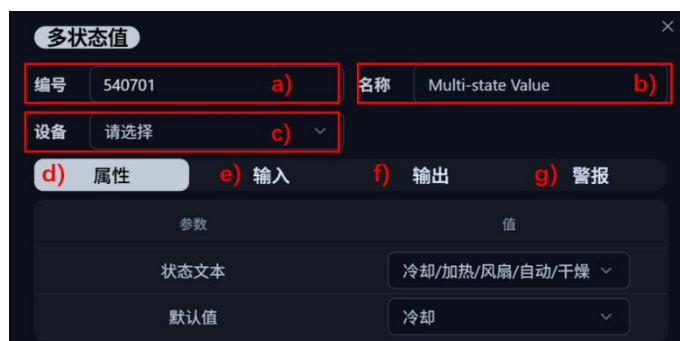 多状态值
编号 540701 a) 名称 Multi-state Value b)
设备 请选择 c)
d) 属性 e) 输入 f) 输出 g) 警报
参数 值
状态文本 冷却/加热/风扇/自动/干燥
默认值 冷却